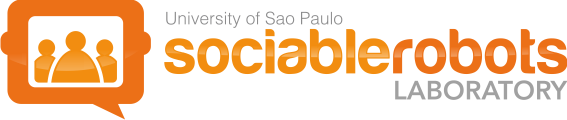 University of Sao Paulo
sociablerobots
LABORATORY